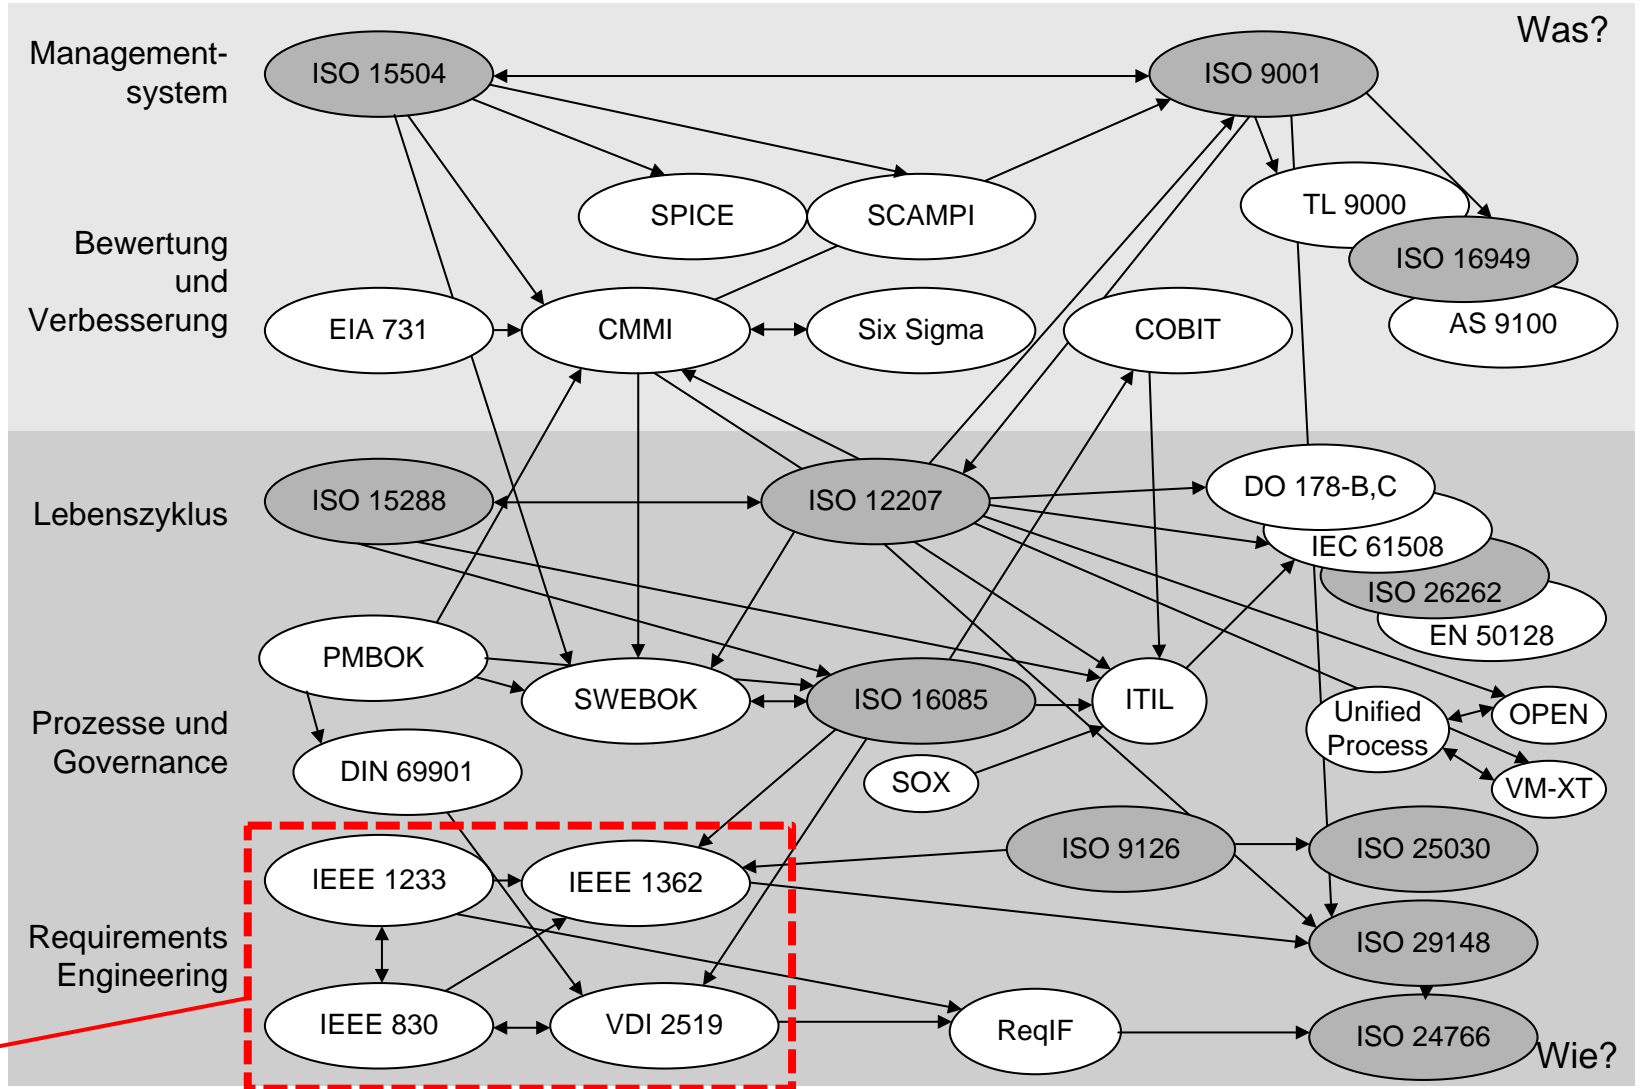 Was?
Management-
system
ISO 15504
ISO 9001
SPICE
SCAMPI
TL 9000
ISO 16949
AS 9100
Bewertung
und
Verbesserung
EIA 731
CMMI
Six Sigma
COBIT
Lebenszyklus
ISO 15288
ISO 12207
DO 178-B,C
IEC 61508
ISO 26262
EN 50128
PMBOK
SWEBOK
ISO 16085
ITIL
Unified
Process
OPEN
VM-XT
Prozesse und
Governance
DIN 69901
SOX
ISO 9126
ISO 25030
IEEE 1233
IEEE 1362
Requirements
Engineering
ISO 29148
IEEE 830
VDI 2519
ReqIF
ISO 24766
Wie?